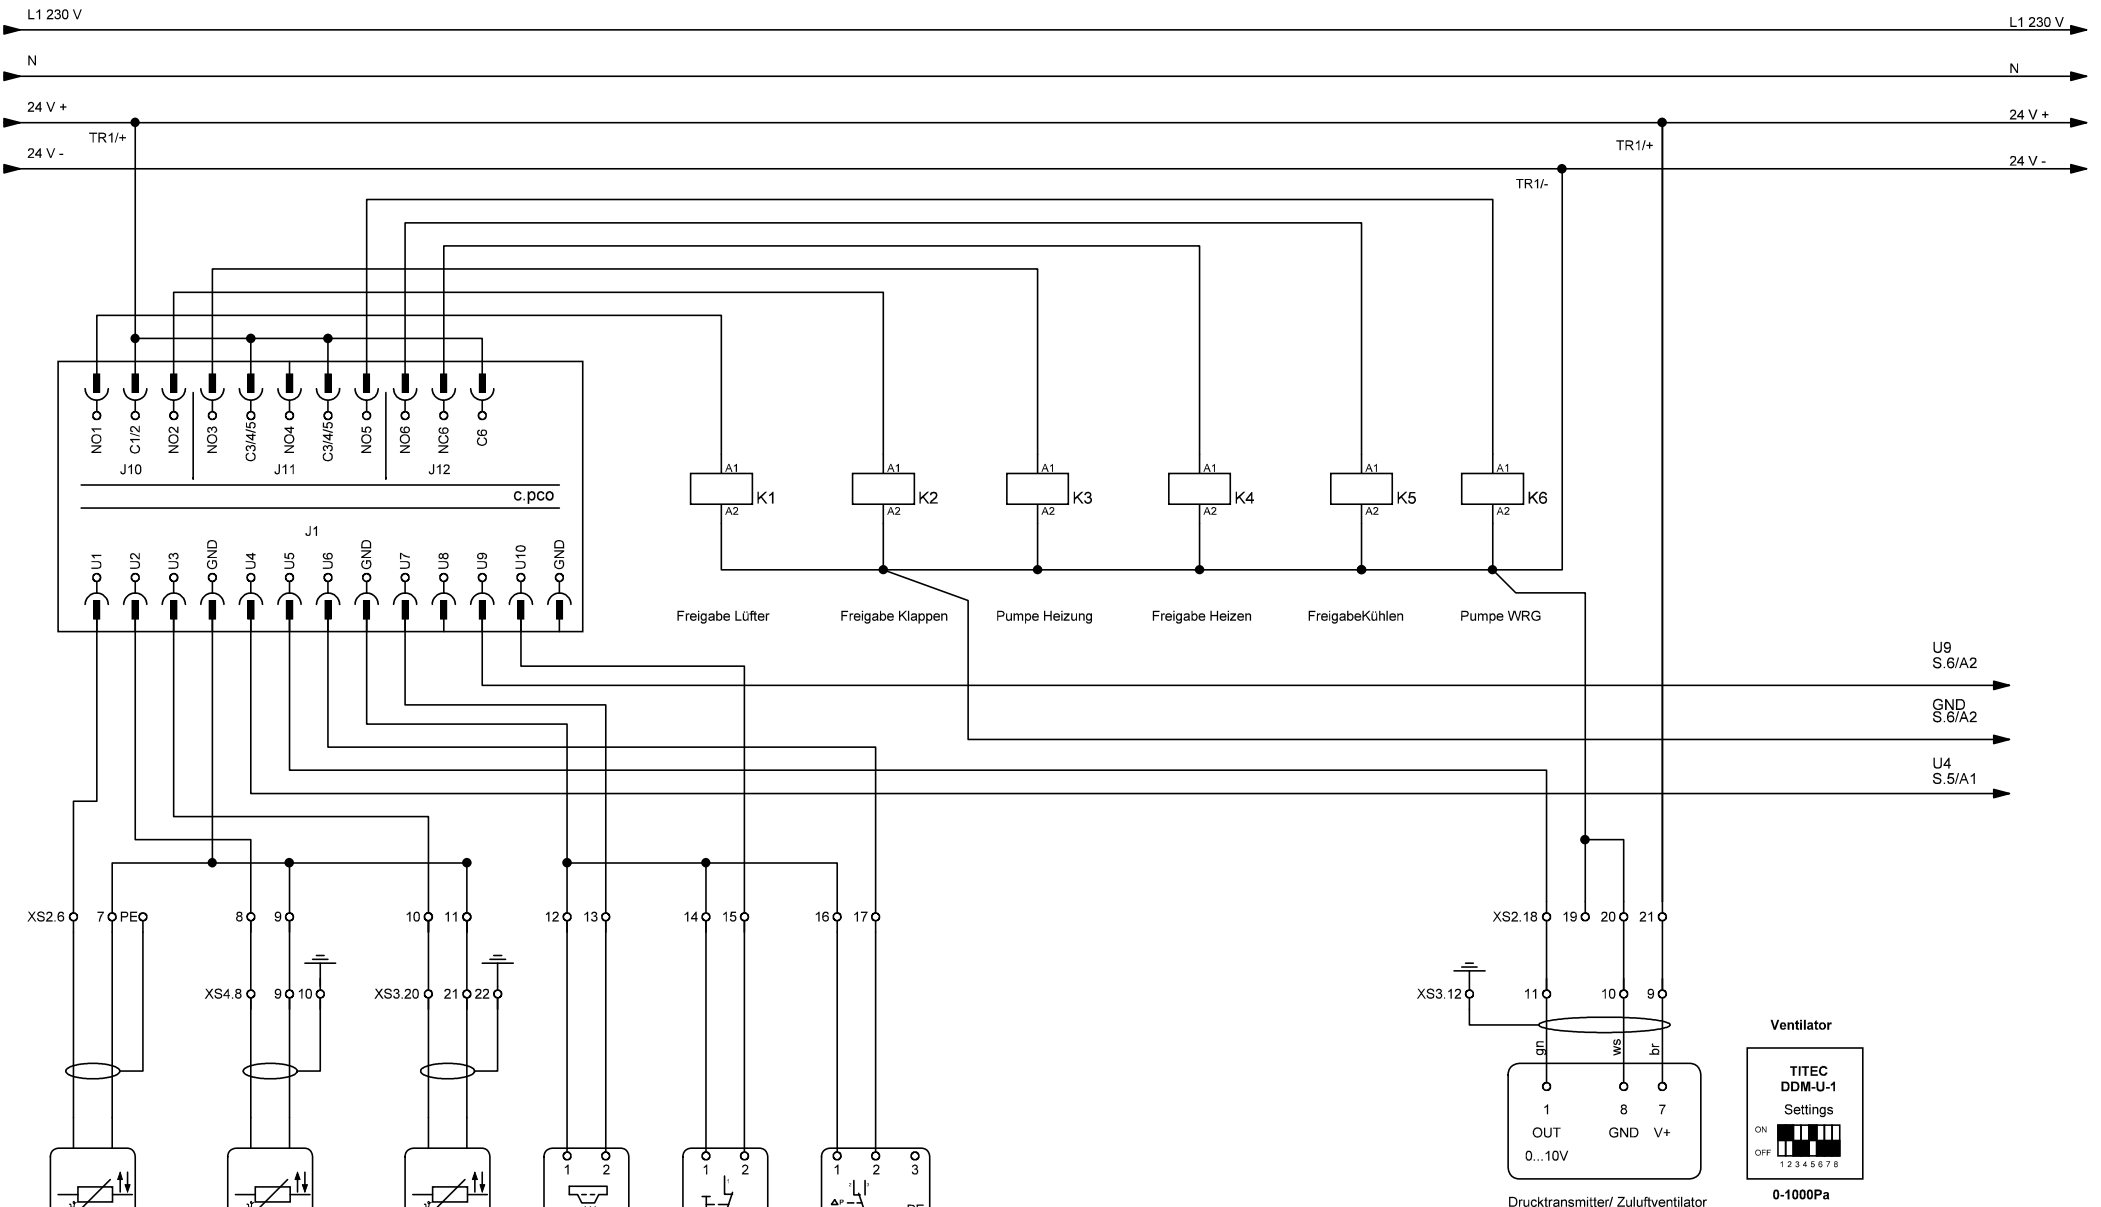 L1 230 V
L1 230 V
N
N
24 V +
24 V +
TR1/+
TR1/+
24 V -
24 V -
TR1/-
NO1 C1/2 NO2 NO3 C3/4/5 NO4 C3/4/5 NO5 NO6 NC6 C6
J10 J11 J12
c.pco
J1
U1 U2 U3 GND U4 U5 U6 GND U7 U8 U9 U10 GND
A1 A1 A1 A1 A1 A1
K1 K2 K3 K4 K5 K6
A2 A2 A2 A2 A2 A2
Freigabe Lüfter
Freigabe Klappen
Pumpe Heizung
Freigabe Heizen
FreigabeKühlen
Pumpe WRG
U9
S.6/A2
GND
S.6/A2
U4
S.5/A1
XS2.6 7 PE 8 9 10 11 12 13 14 15 16 17 XS2.18 19 20 21
XS4.8 9 10 XS3.20 21 22 XS3.12 11 10 9
gn ws br
1 8 7
OUT GND V+
0...10V
Drucktransmitter/ Zuluftventilator
Ventilator
TITEC
DDM-U-1
Settings
ON
OFF
1 2 3 4 5 6 7 8
0-1000Pa
1 2 1 2 1 2 3